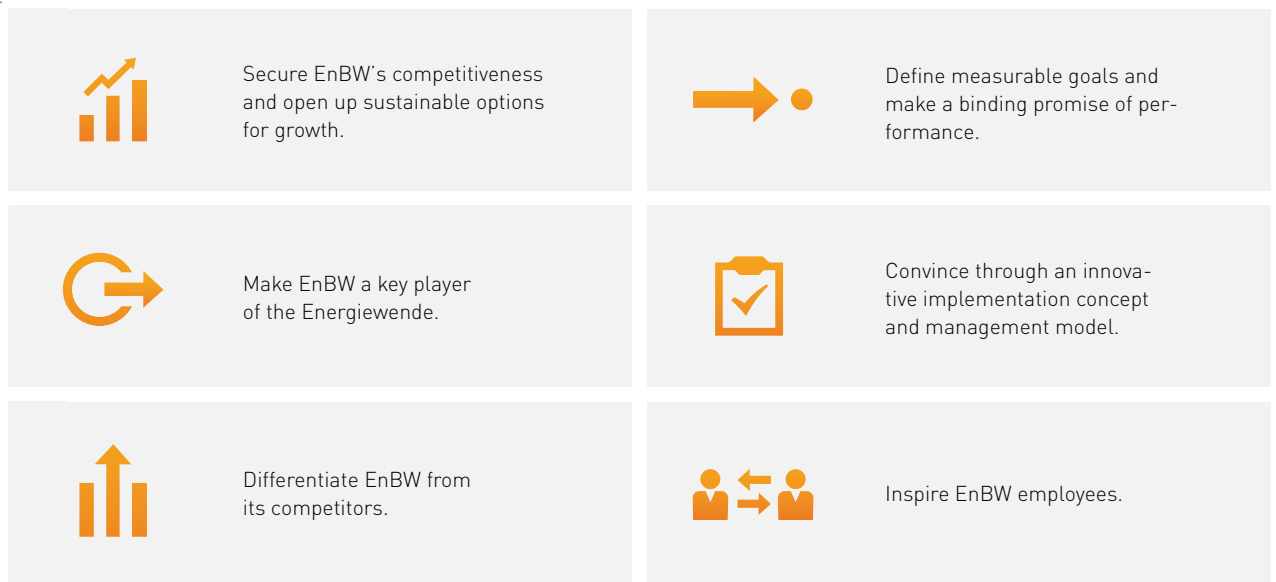 Secure EnBW’s competitiveness
and open up sustainable options
for growth.
Define measurable goals and
make a binding promise of per-
formance.
Make EnBW a key player
of the Energiewende.
Convince through an innova-
tive implementation concept
and management model.
Differentiate EnBW from
its competitors.
Inspire EnBW employees.